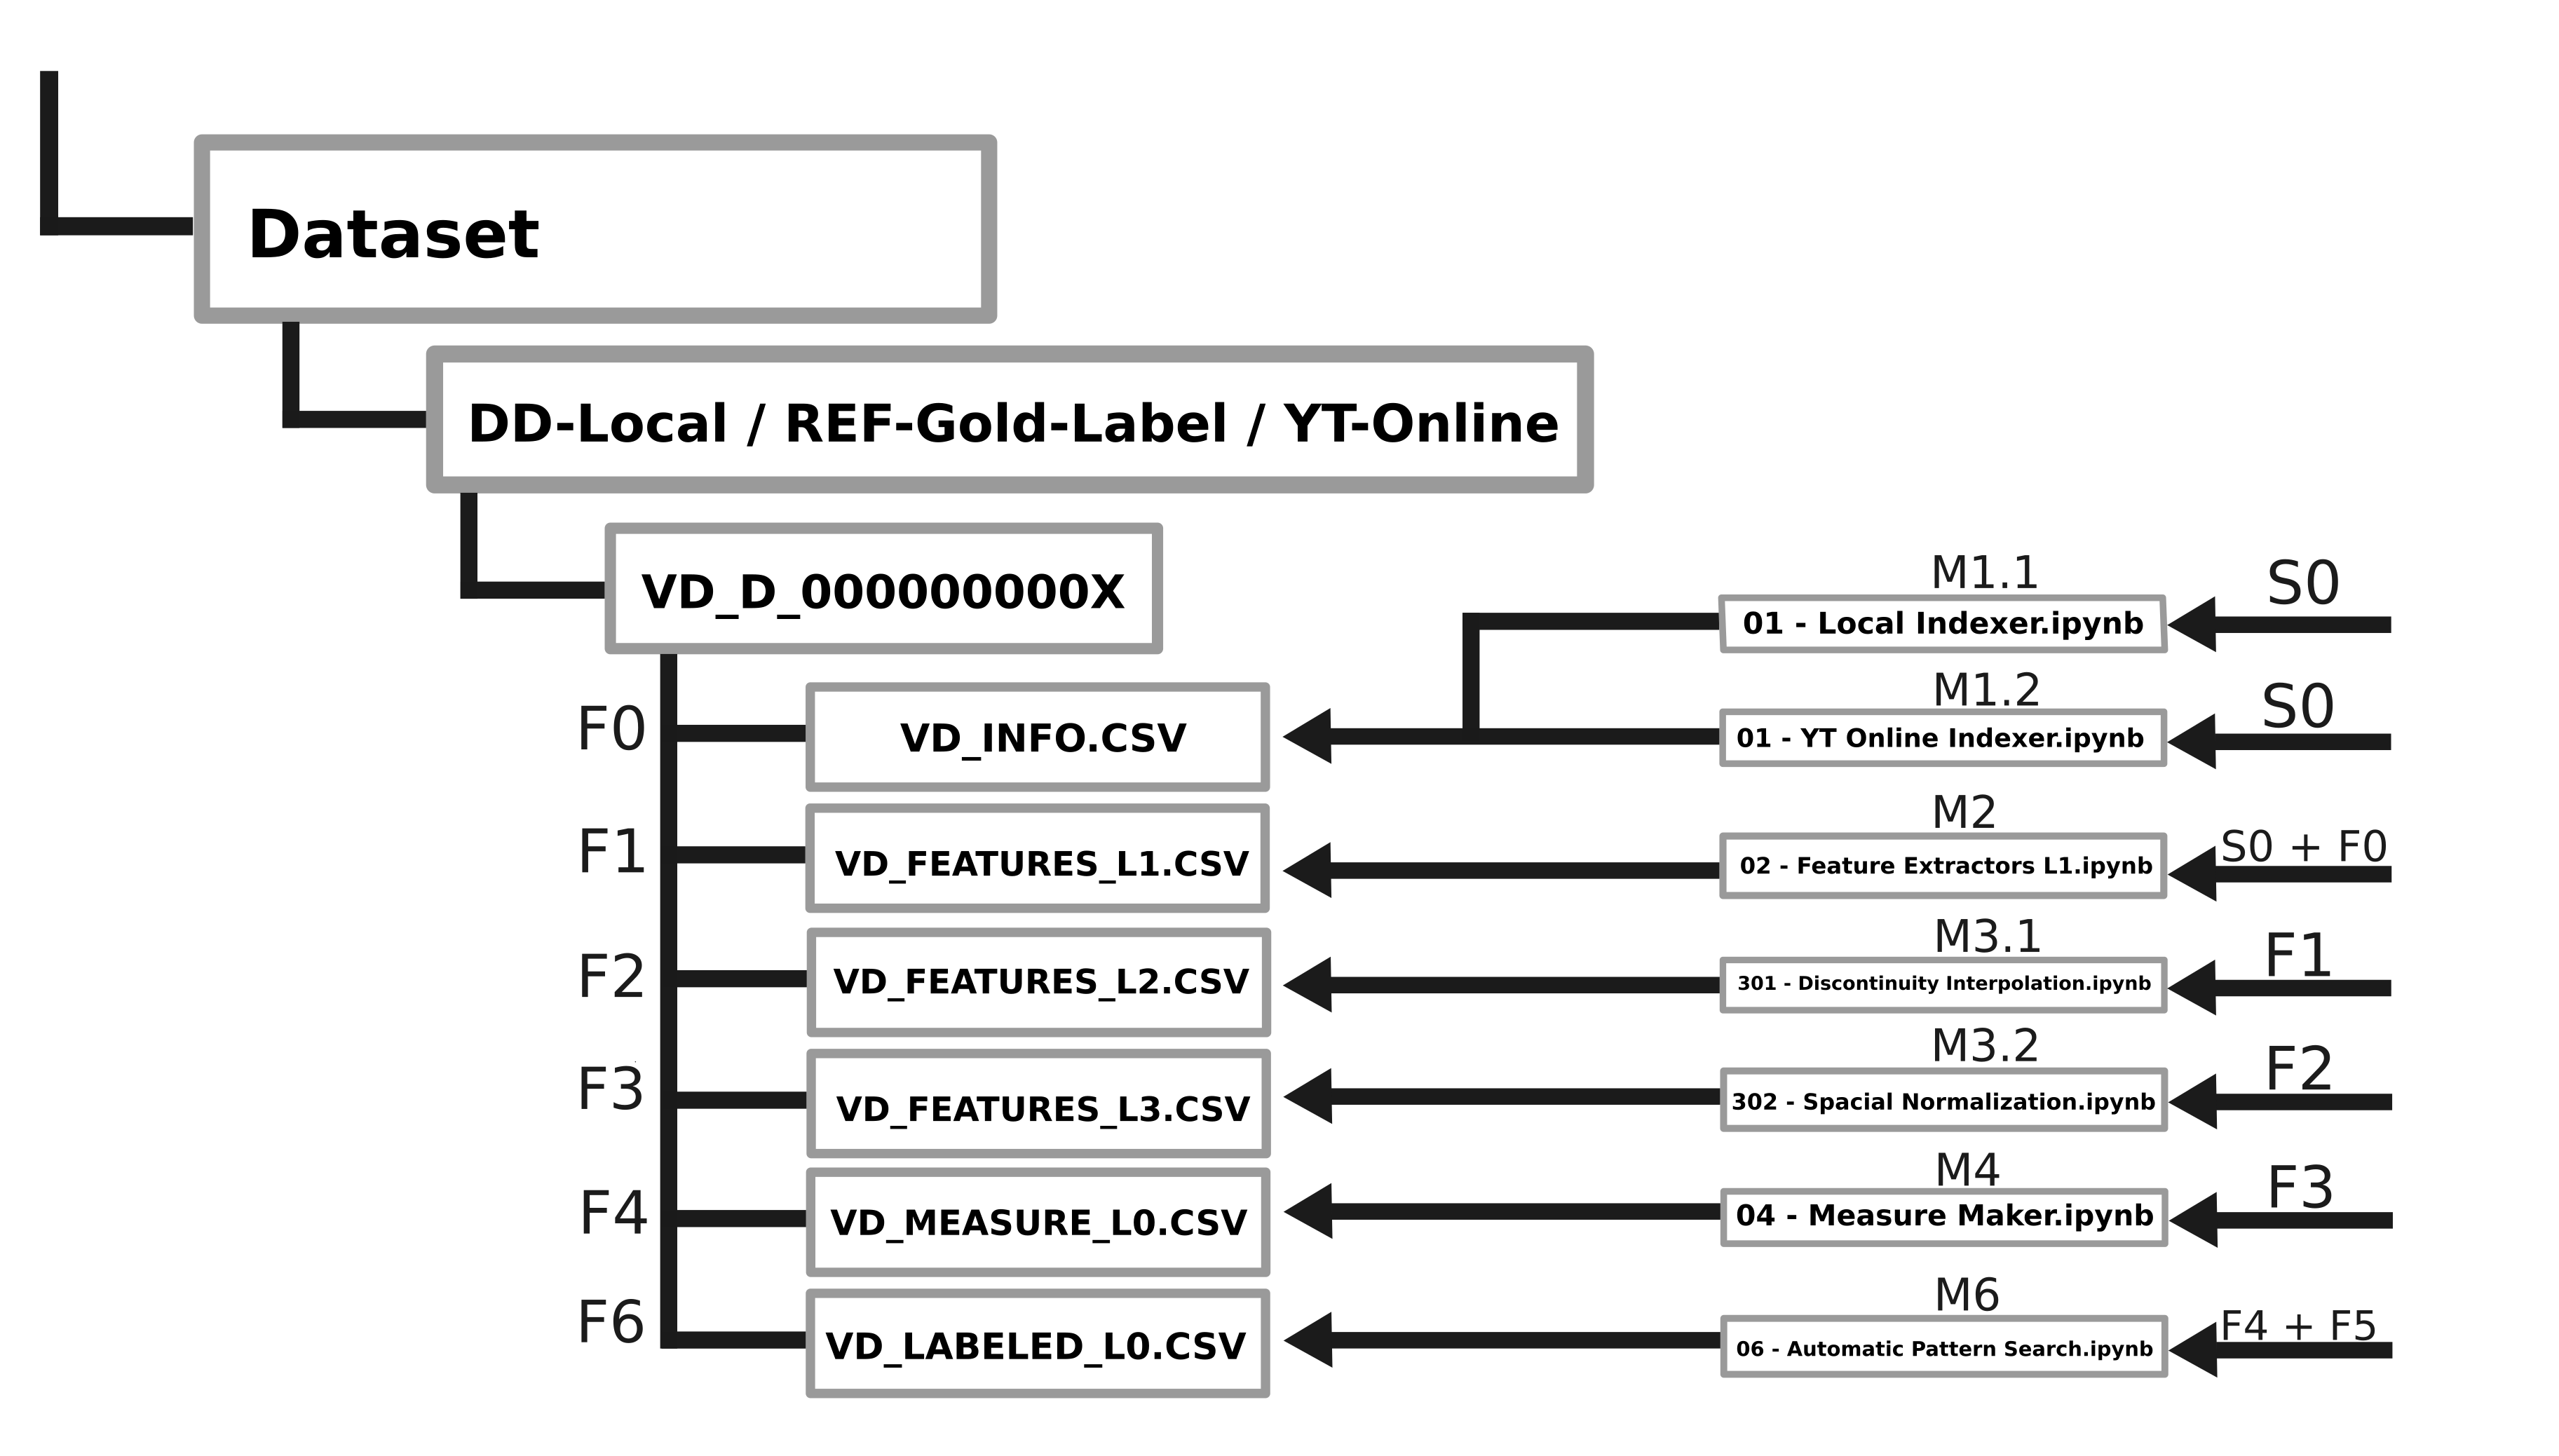 Dataset
DD-Local / REF-Gold-Label / YT-Online
VD_D_000000000X
M1.1
S0
01 - Local Indexer.ipynb
M1.2
S0
F0
VD_INFO.CSV
01 - YT Online Indexer.ipynb
M2
S0 + F0
F1
VD_FEATURES_L1.CSV
02 - Feature Extractors L1.ipynb
M3.1
F1
F2
VD_FEATURES_L2.CSV
301 - Discontinuity Interpolation.ipynb
M3.2
F2
F3
VD_FEATURES_L3.CSV
302 - Spacial Normalization.ipynb
M4
F3
F4
VD_MEASURE_L0.CSV
04 - Measure Maker.ipynb
M6
F4 + F5
F6
VD_LABELED_L0.CSV
06 - Automatic Pattern Search.ipynb